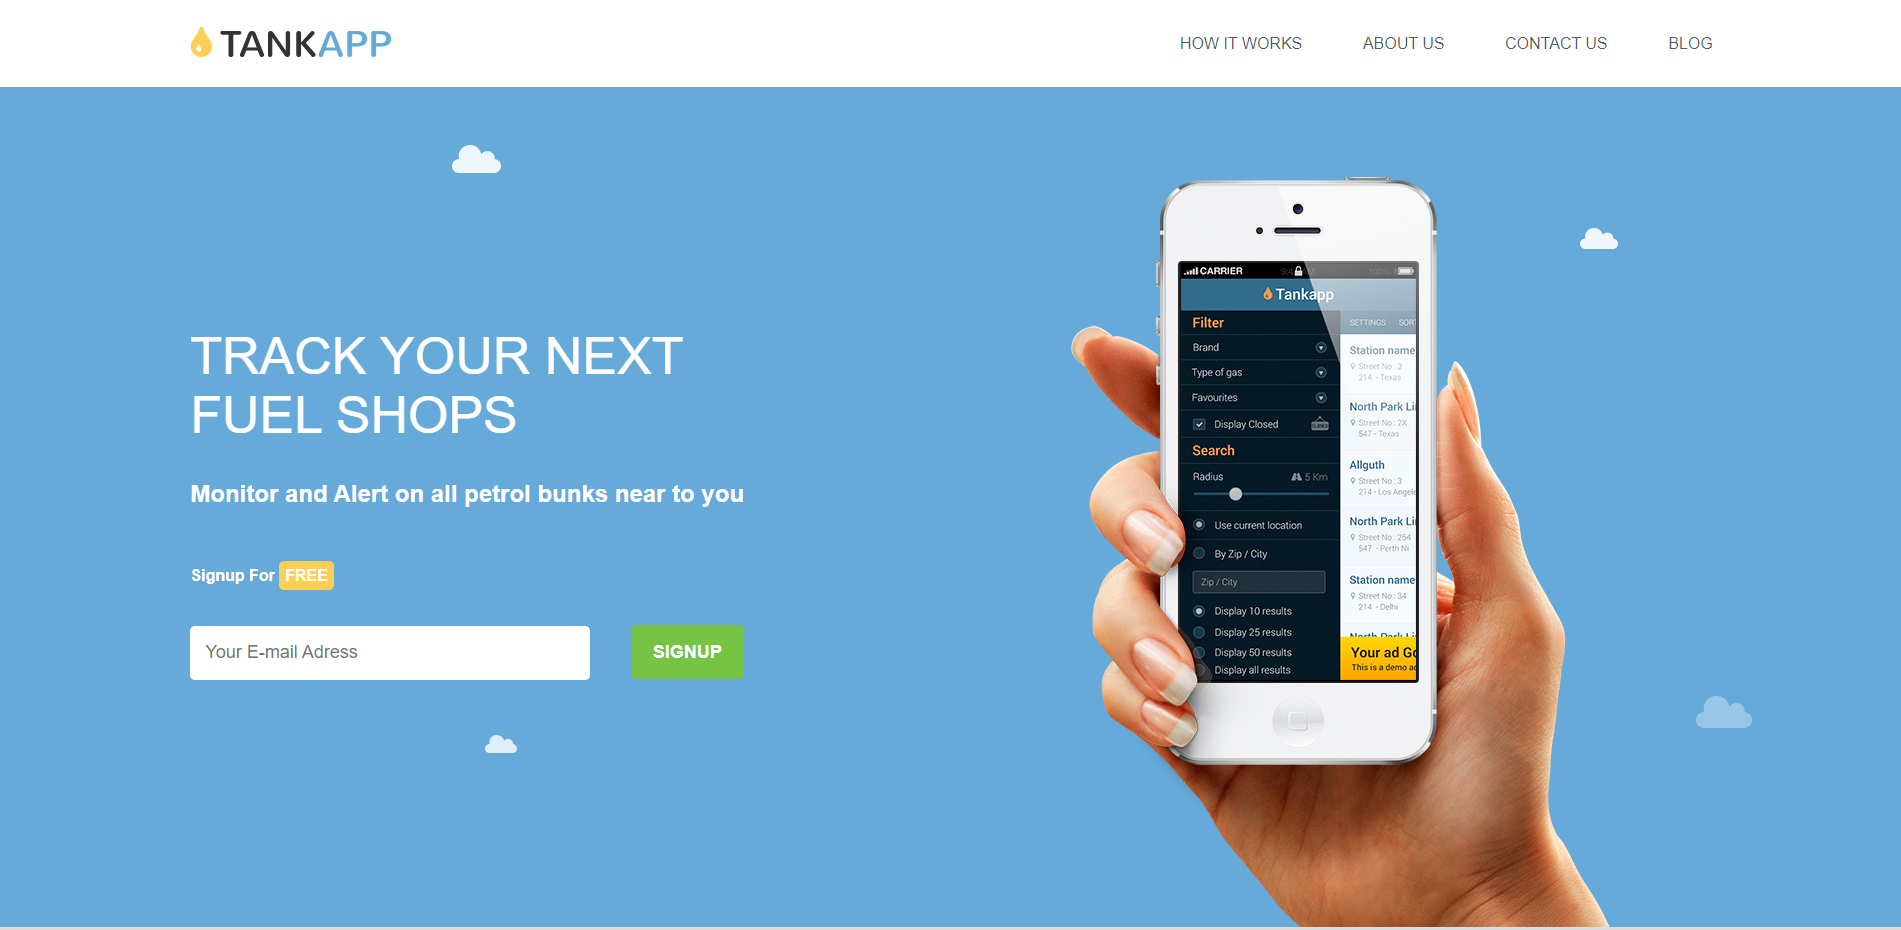 TANKAPP
HOW IT WORKS
ABOUT US
CONTACT US
BLOG
TRACK YOUR NEXT
FUEL SHOPS
Monitor and Alert on all petrol bunks near to you
Signup For FREE
Your E-mail Adress
SIGNUP
CARRIER
100%
Tankapp
Filter
Brand
Type of gas
Favourites
Display Closed
Search
Radius 5 Km
Use current location
By Zip / City
Zip / City
Display 10 results
Display 25 results
Display 50 results
Display all results
SETTINGS SOR
Station name
Street No : 3
214 - Texas
North Park Li
Street No : 2X
547 - Texas
Allguth
Street No : 3
214 - Los Angele
North Park Li
Street No : 254
547 - Perth Ni
Station name
Street No : 34
214 - Delhi
North Park Li
Your ad Go
This is a demo ad